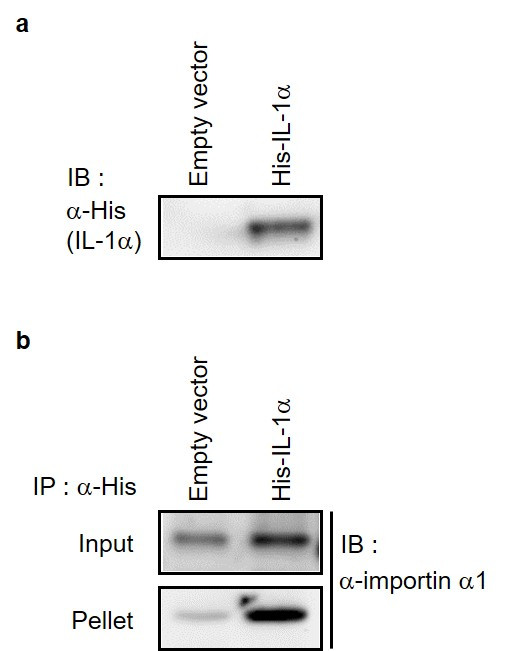 a
Empty vector
His-IL-1α
IB :
α-His
(IL-1α)
b
Empty vector
His-IL-1α
IP : α-His
Input
IB :
α-importin α1
Pellet